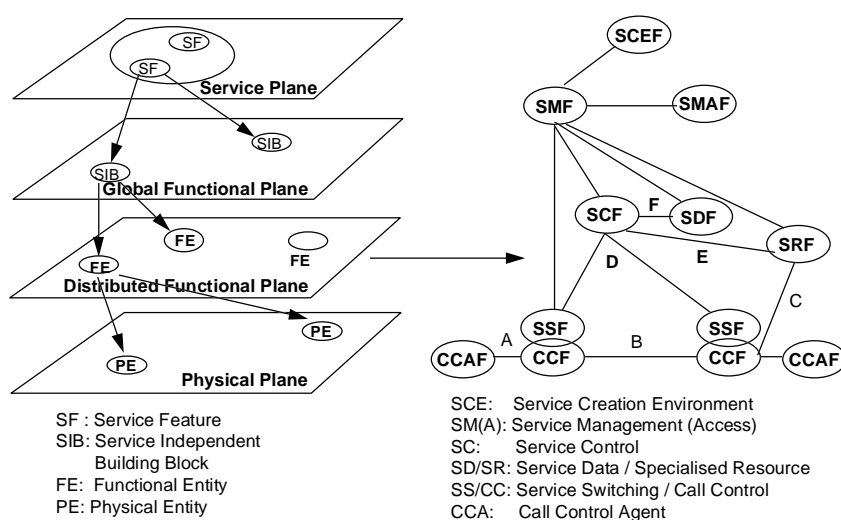 SF
SF
Service Plane
SIB
SIB
Global Functional Plane
FE
FE
FE
Distributed Functional Plane
PE
PE
Physical Plane
SF : Service Feature
SIB: Service Independent
Building Block
FE: Functional Entity
PE: Physical Entity
SCEF
SMF
SMAF
SCF
F
SDF
SRF
D
E
C
SSF
SSF
A
B
CCAF
CCF
CCF
CCAF
SCE: Service Creation Environment
SM(A): Service Management (Access)
SC: Service Control
SD/SR: Service Data / Specialised Resource
SS/CC: Service Switching / Call Control
CCA: Call Control Agent